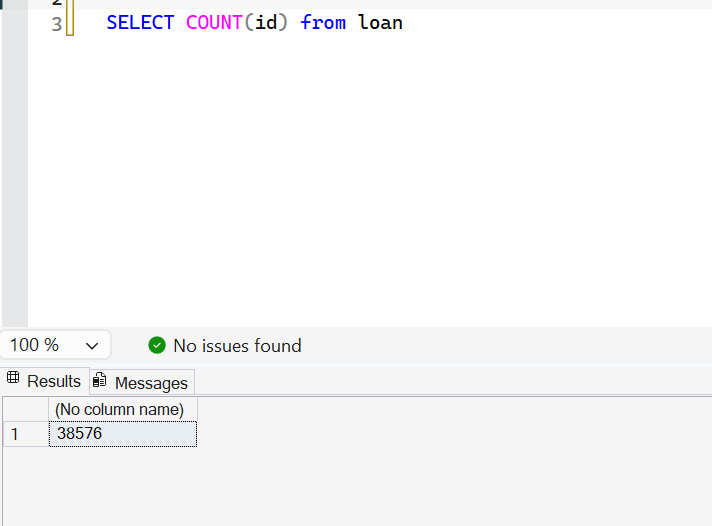 2
3 SELECT COUNT(id) from loan
100 %
No issues found
Results Messages
(No column name)
1 38576